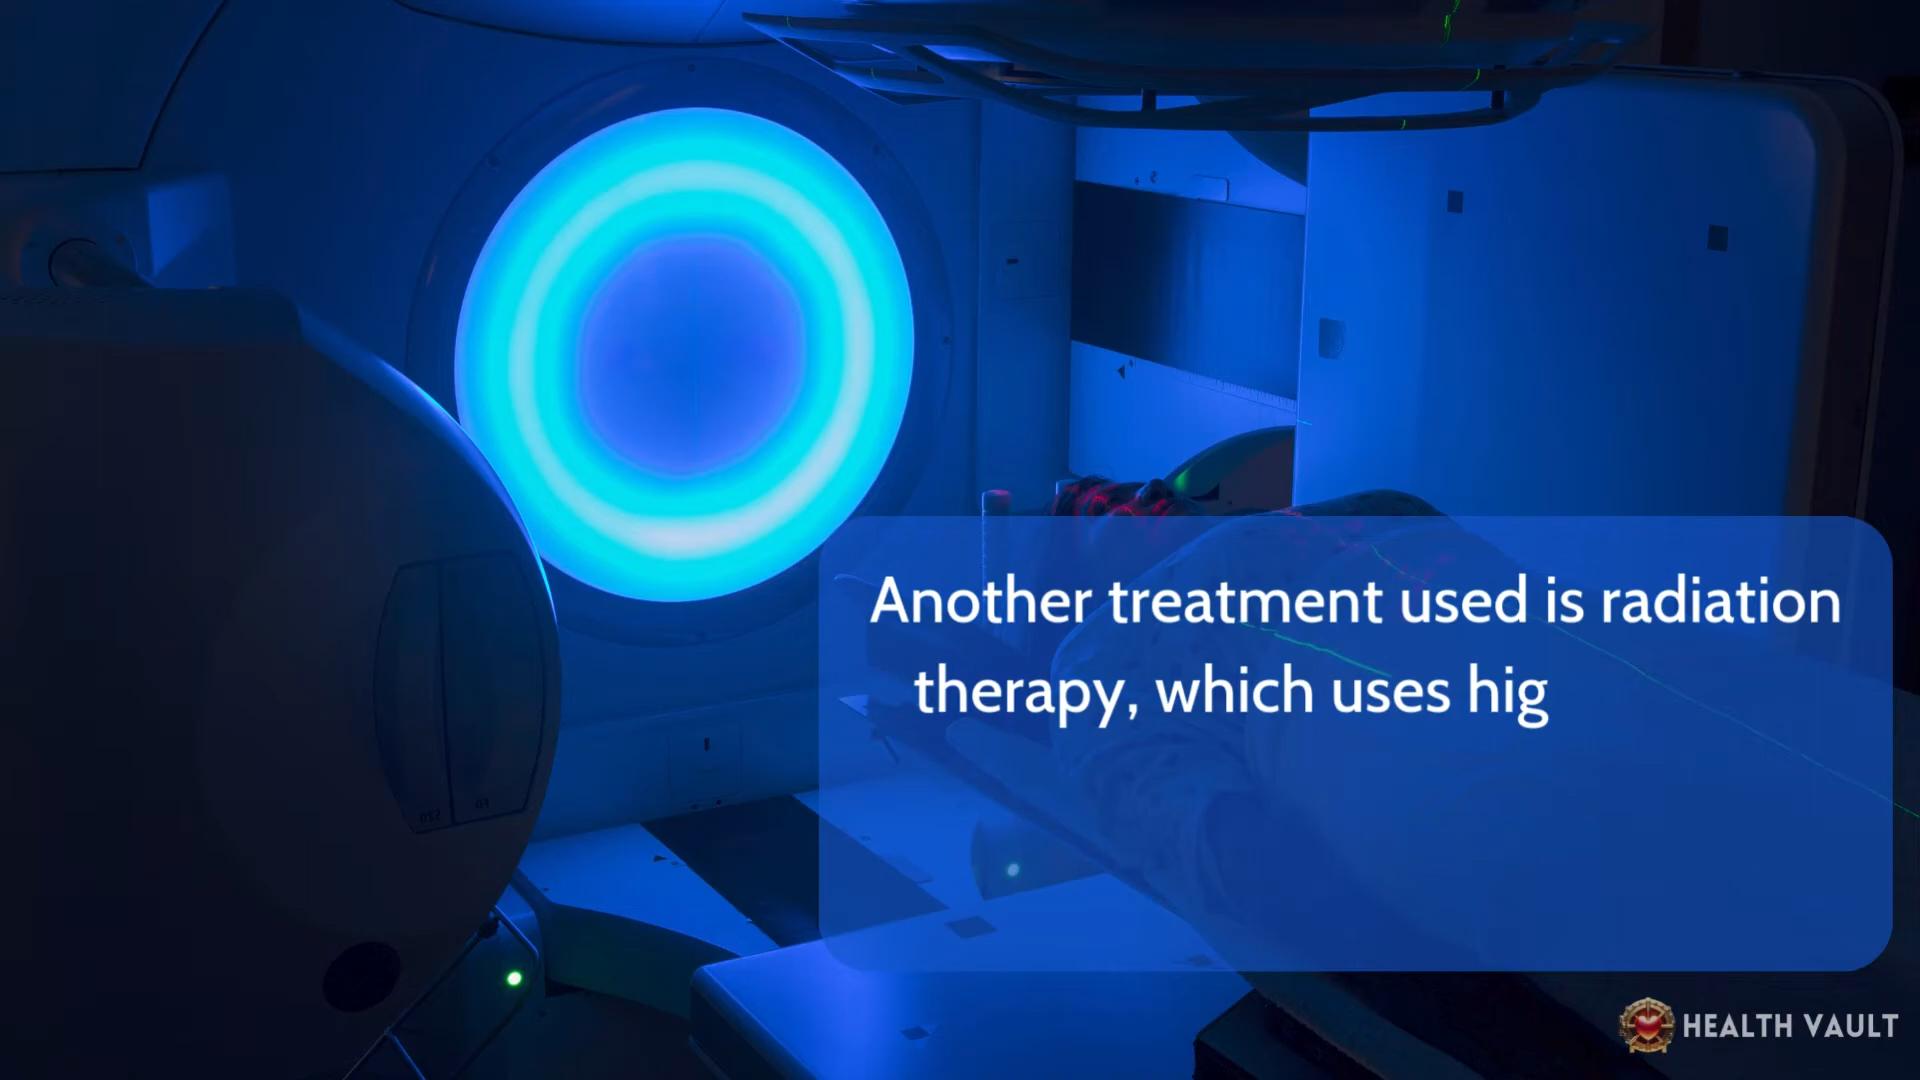 Another treatment used is radiation
therapy, which uses hig
HEALTH VAULT